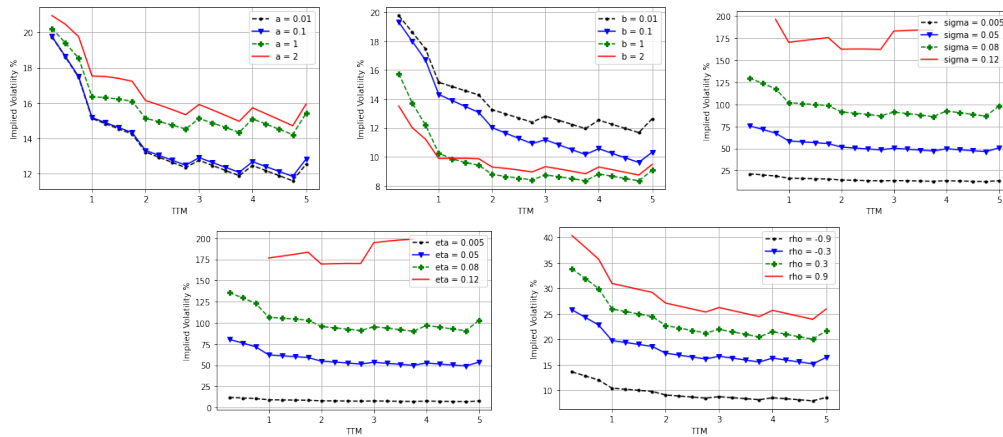 Implied Volatility %
20
18
16
14
12
1
2
3
4
5
TTM
a = 0.01
a = 0.1
a = 1
a = 2
Implied Volatility %
20
18
16
14
12
10
8
1
2
3
4
5
TTM
b = 0.01
b = 0.1
b = 1
b = 2
Implied Volatility %
200
175
150
125
100
75
50
25
1
2
3
4
5
TTM
sigma = 0.005
sigma = 0.05
sigma = 0.08
sigma = 0.12
Implied Volatility %
200
175
150
125
100
75
50
25
0
1
2
3
4
5
TTM
eta = 0.005
eta = 0.05
eta = 0.08
eta = 0.12
Implied Volatility %
40
35
30
25
20
15
10
1
2
3
4
5
TTM
rho = -0.9
rho = -0.3
rho = 0.3
rho = 0.9